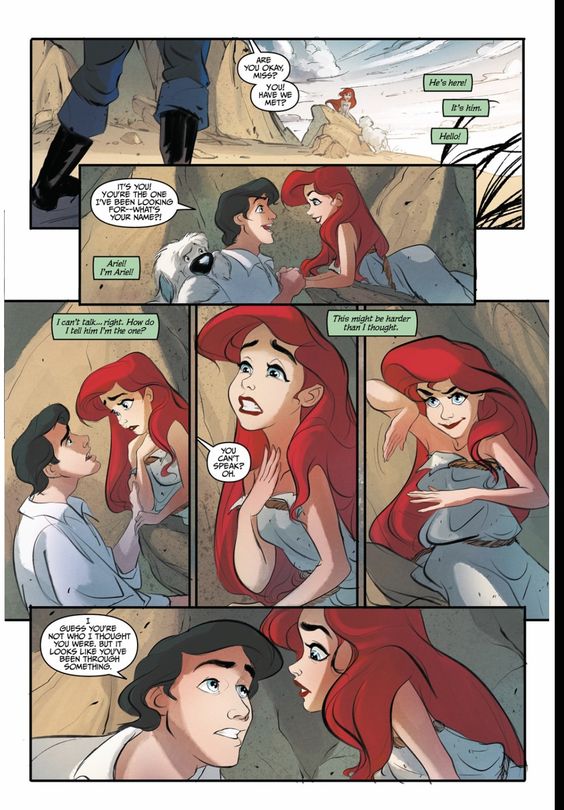 ARE
YOU OKAY,
MISS?
YOU!
HAVE WE
MET?
He's here!
It's him.
Hello!
IT'S YOU!
YOU'RE THE ONE
I'VE BEEN LOOKING
FOR--WHAT'S
YOUR NAME?!
Ariel!
I'm Ariel!
I can't talk... right. How do
I tell him I'm the one?
YOU
CAN'T
SPEAK?
OH.
This might be harder
than I thought.
I
GUESS YOU'RE
NOT WHO I THOUGHT
YOU WERE. BUT IT
LOOKS LIKE YOU'VE
BEEN THROUGH
SOMETHING.